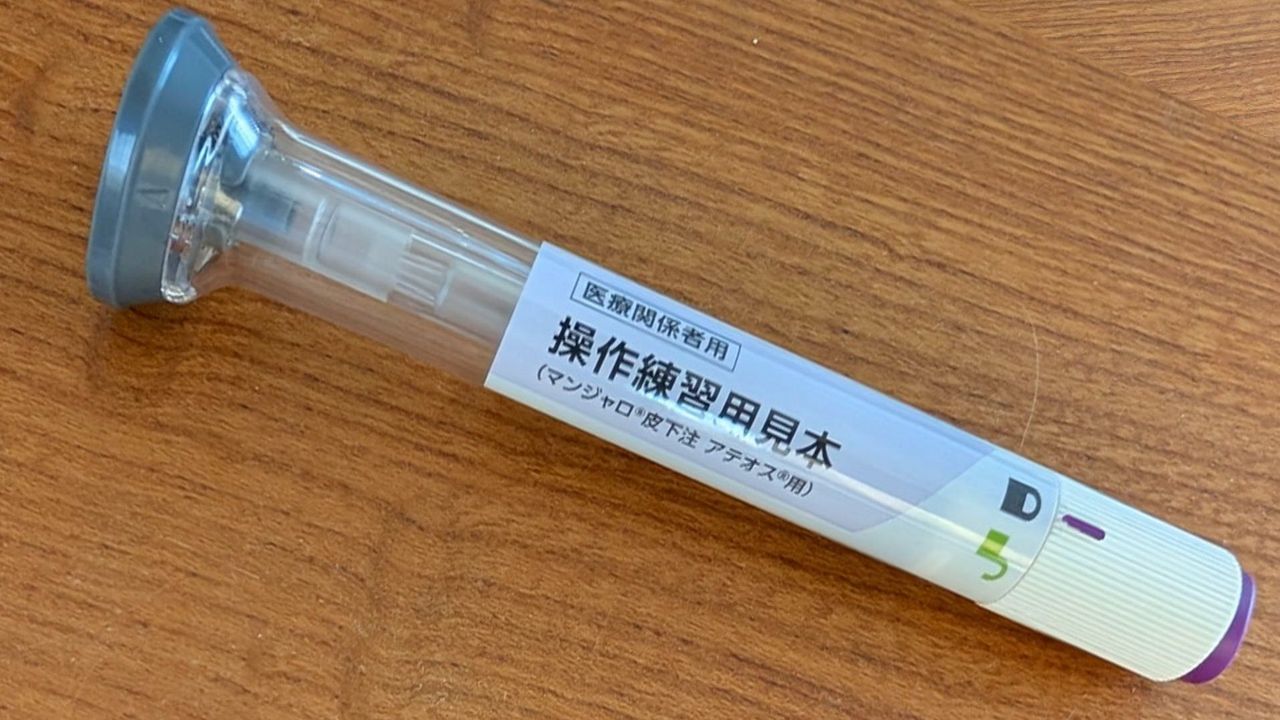 医療関係者用
操作練習用見本
(マンジャロ®皮下注 アテオス®用)